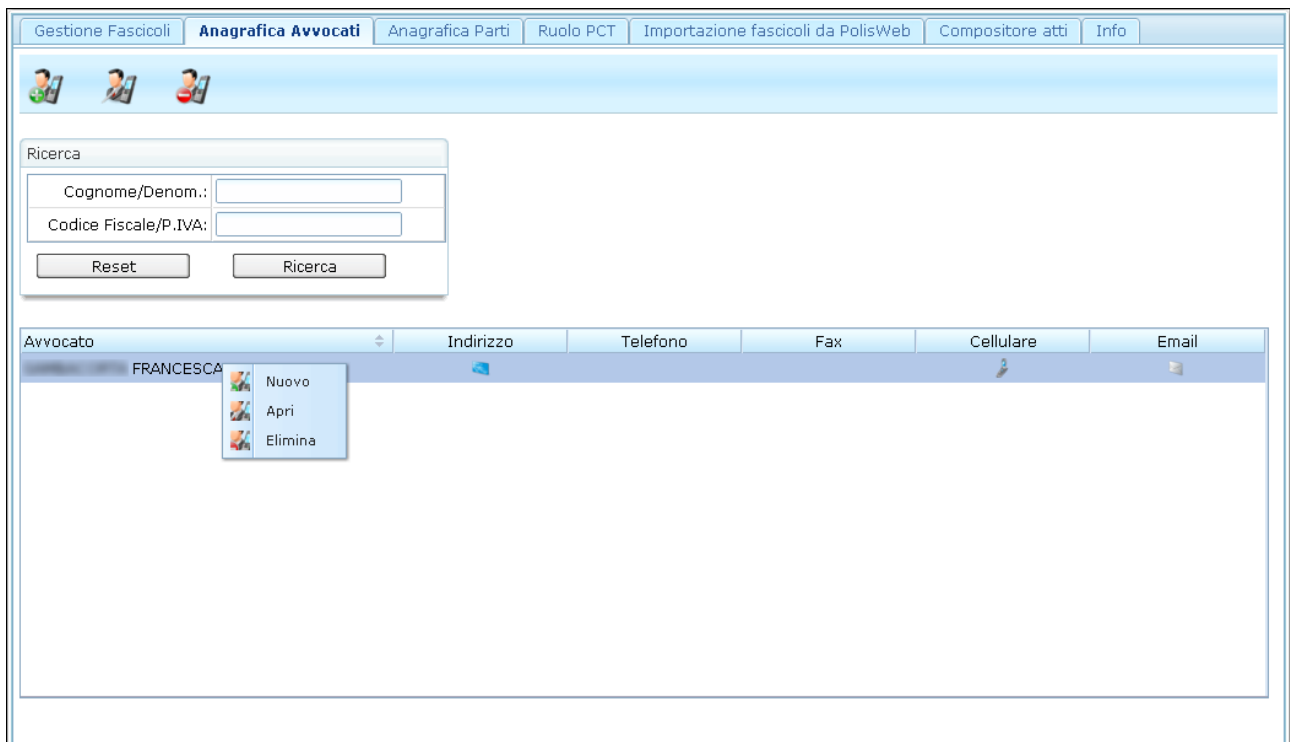 Gestione Fascicoli Anagrafica Avvocati Anagrafica Parti Ruolo PCT Importazione fascicoli da PolisWeb Compositore atti Info
Ricerca
Cognome/Denom.:
Codice Fiscale/P.IVA:
Reset Ricerca
Avvocato Indirizzo Telefono Fax Cellulare Email
FRANCESCA
Nuovo
Apri
Elimina